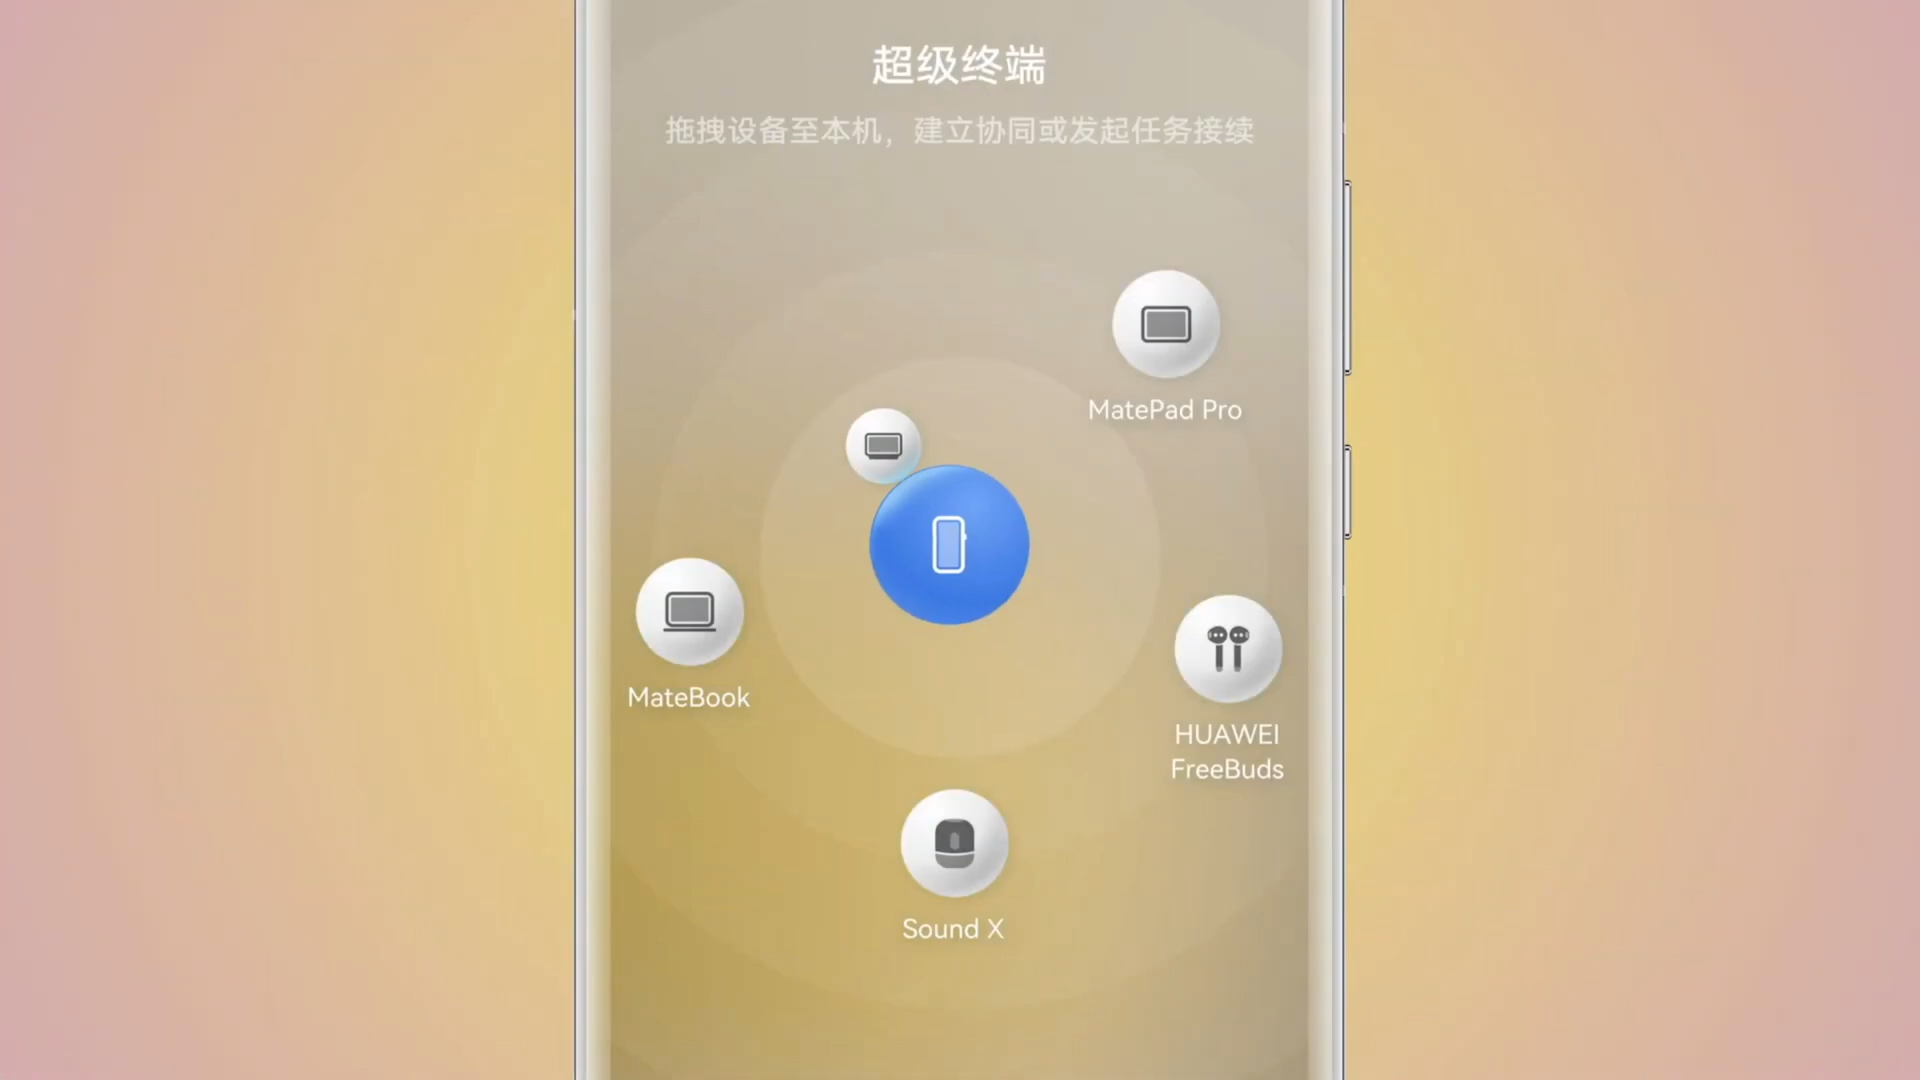 超级终端
拖拽设备至本机，建立协同或发起任务接续
MatePad Pro
MateBook
HUAWEI
FreeBuds
Sound X